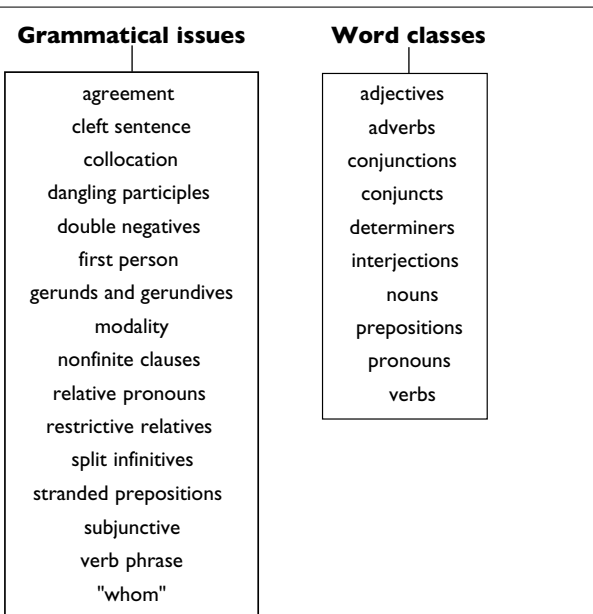 Grammatical issues
agreement
cleft sentence
collocation
dangling participles
double negatives
first person
gerunds and gerundives
modality
nonfinite clauses
relative pronouns
restrictive relatives
split infinitives
stranded prepositions
subjunctive
verb phrase
"whom"
Word classes
adjectives
adverbs
conjunctions
conjuncts
determiners
interjections
nouns
prepositions
pronouns
verbs